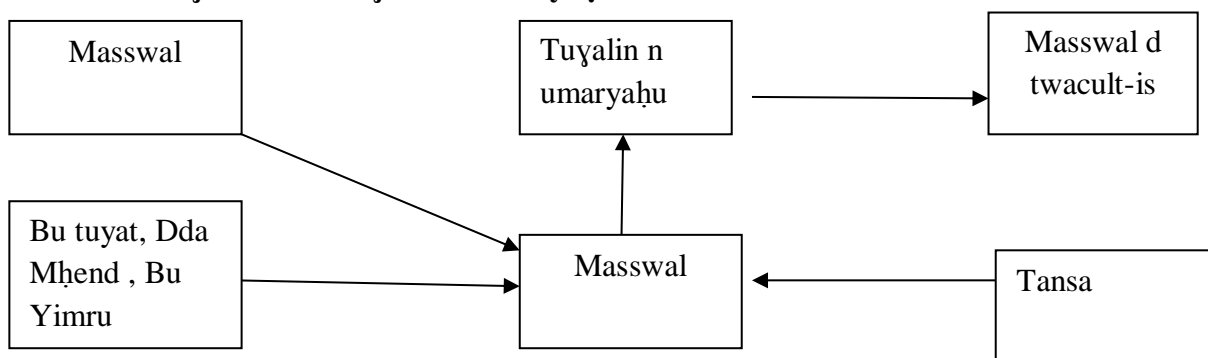 Masswal
Tuɣalin n
umaryaḥu
Masswal d
twacult-is
Bu tuyat, Dda
Mḥend , Bu
Yimru
Masswal
Tansa